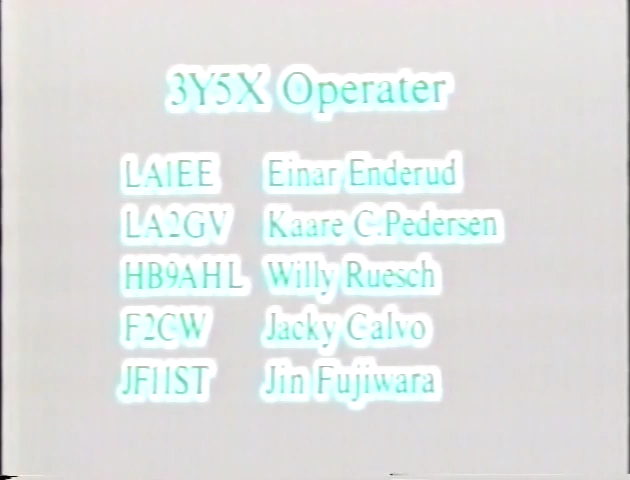 3Y5X Operater
LA1EE Einar Enderud
LA2GV Kaare C.Pedersen
HB9AHL Willy Ruesch
F2CW Jacky Calvo
JF1IST Jin Fujiwara